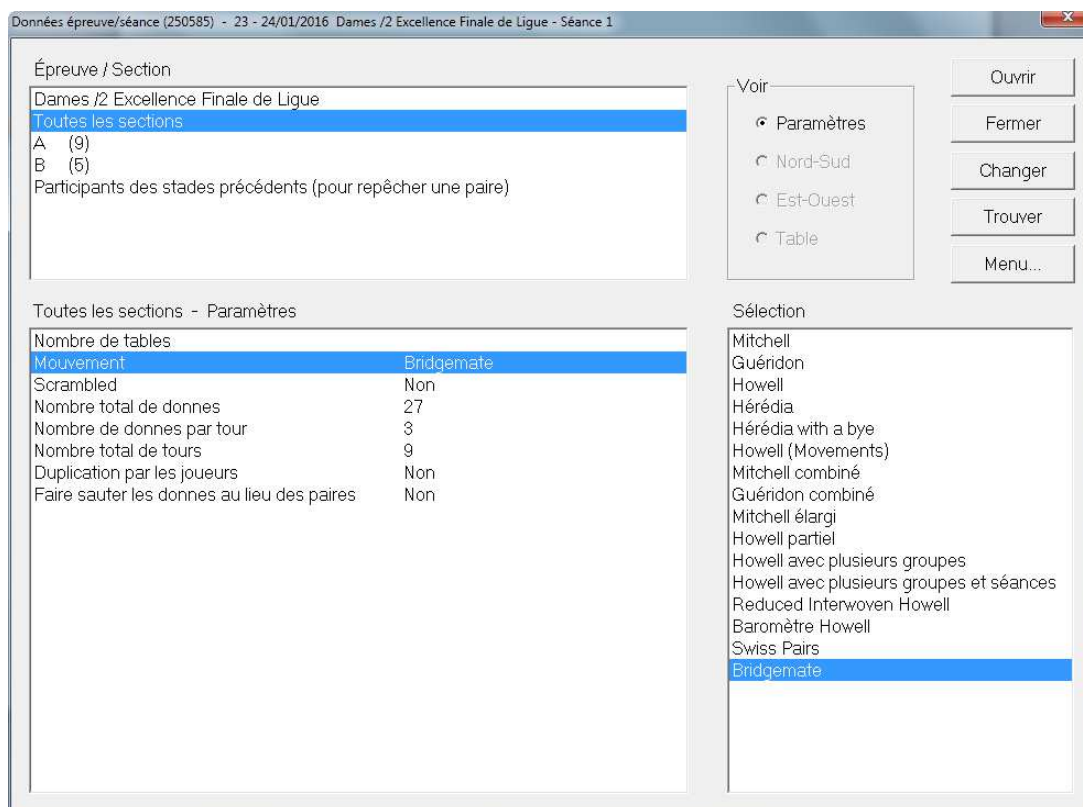 Données épreuve/séance (250585) - 23 - 24/01/2016 Dames /2 Excellence Finale de Ligue - Séance 1
Épreuve / Section
Dames /2 Excellence Finale de Ligue
Toutes les sections
A (9)
B (5)
Participants des stades précédents (pour repêcher une paire)
Voir
Paramètres
Nord-Sud
Est-Ouest
Table
Ouvrir
Fermer
Changer
Trouver
Menu...
Toutes les sections - Paramètres
Nombre de tables
Mouvement Bridgemate
Scrambled Non
Nombre total de donnes 27
Nombre de donnes par tour 3
Nombre total de tours 9
Duplication par les joueurs Non
Faire sauter les donnes au lieu des paires Non
Sélection
Mitchell
Guéridon
Howell
Hérédia
Hérédia with a bye
Howell (Movements)
Mitchell combiné
Guéridon combiné
Mitchell élargi
Howell partiel
Howell avec plusieurs groupes
Howell avec plusieurs groupes et séances
Reduced Interwoven Howell
Baromètre Howell
Swiss Pairs
Bridgemate